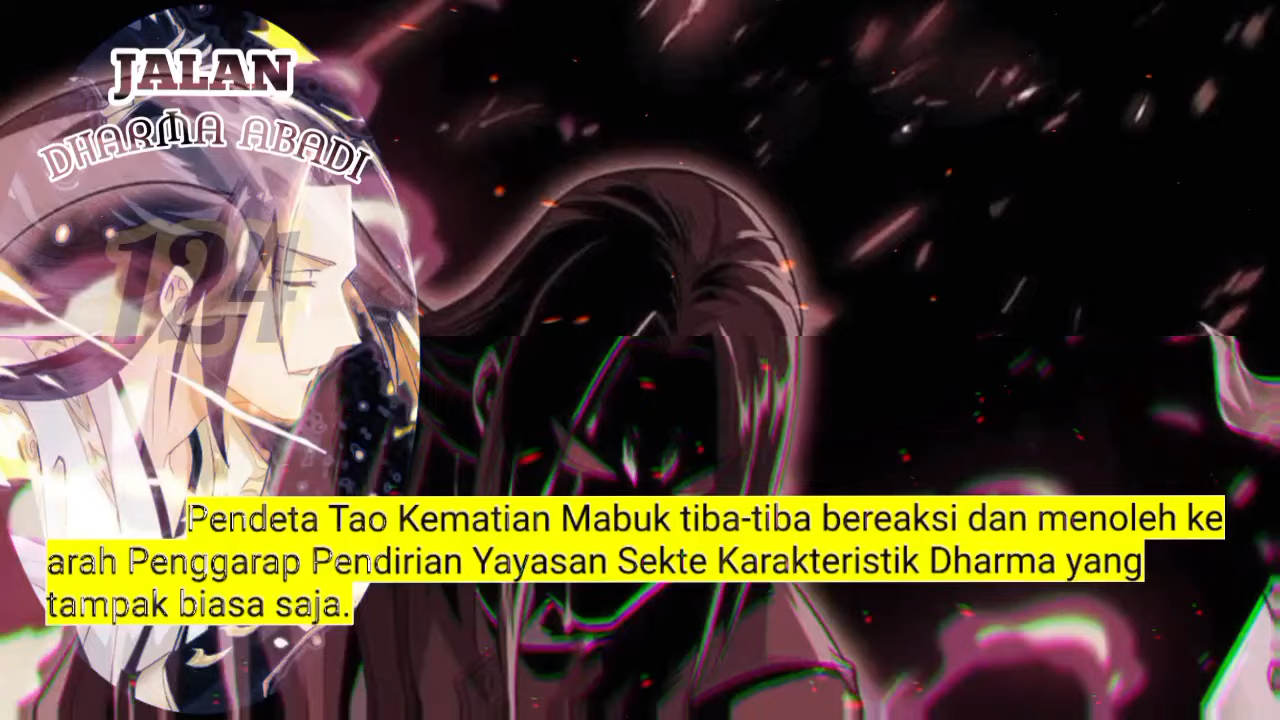 JALAN
DHARMA ABADI
124
Pendeta Tao Kematian Mabuk tiba-tiba bereaksi dan menoleh ke
arah Penggarap Pendirian Yayasan Sekte Karakteristik Dharma yang
tampak biasa saja.